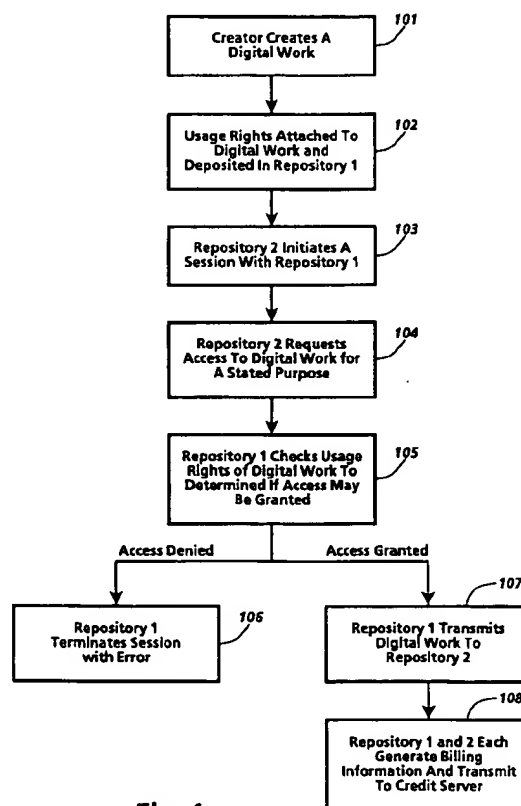 101
Creator Creates A
Digital Work
102
Usage Rights Attached To
Digital Work and
Deposited In Repository 1
103
Repository 2 Initiates A
Session With Repository 1
104
Repository 2 Requests
Access To Digital Work for
A Stated Purpose
105
Repository 1 Checks Usage
Rights of Digital Work To
Determined If Access May
Be Granted
Access Denied
Access Granted
106
Repository 1
Terminates Session
with Error
107
Repository 1 Transmits
Digital Work To
Repository 2
108
Repository 1 and 2 Each
Generate Billing
Information And Transmit
To Credit Server